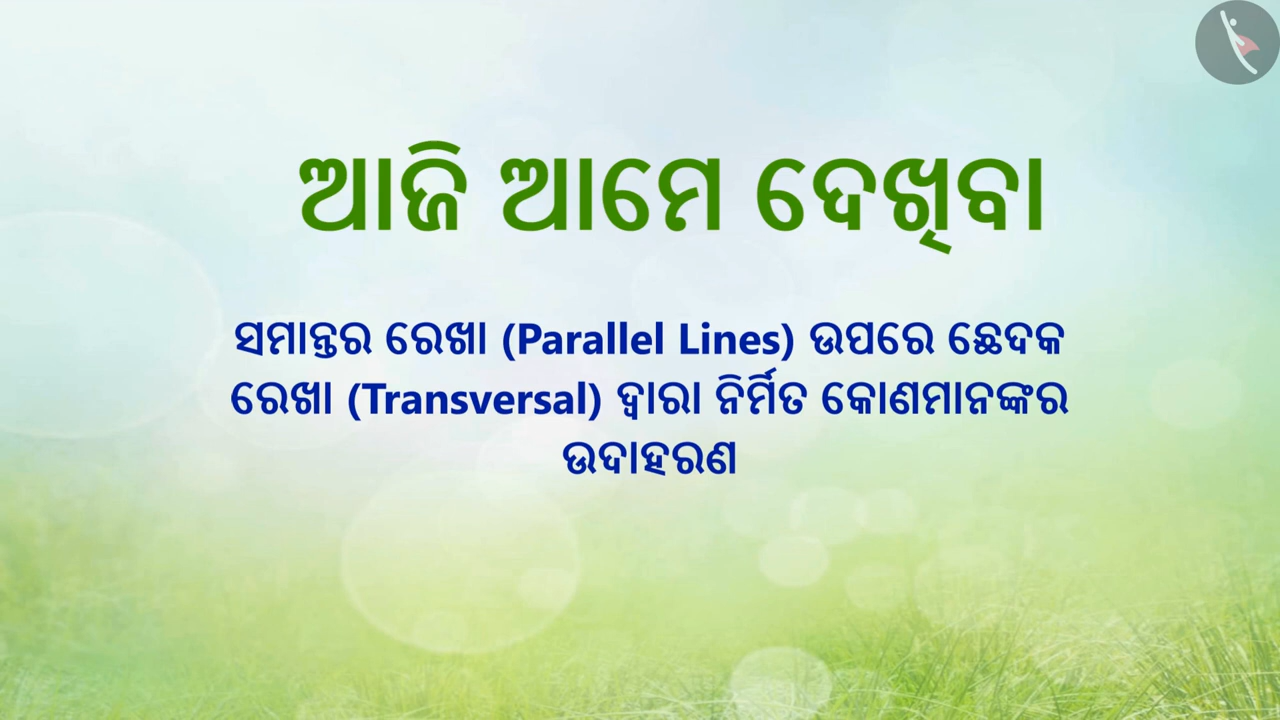 ଆଜି ଆମେ ଦେଖିବା
ସମାନ୍ତର ରେଖା (Parallel Lines) ଉପରେ ଛେଦକ
ରେଖା (Transversal) ଦ୍ୱାରା ନିର୍ମିତ କୋଣମାନଙ୍କର
ଉଦାହରଣ